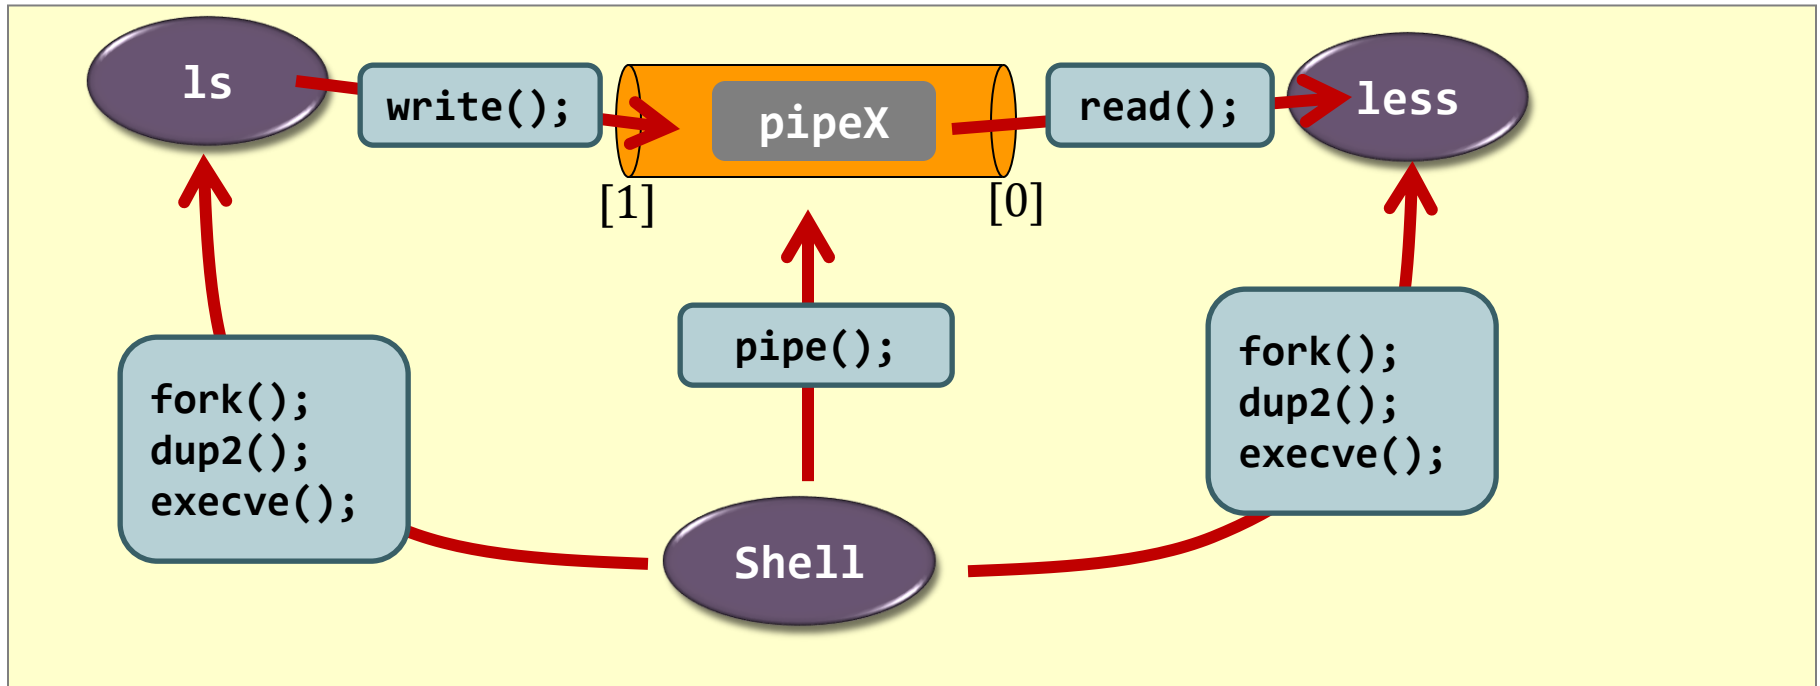 ls
write();
pipeX
read();
less
[1]
[0]
pipe();
fork();
dup2();
execve();
fork();
dup2();
execve();
Shell